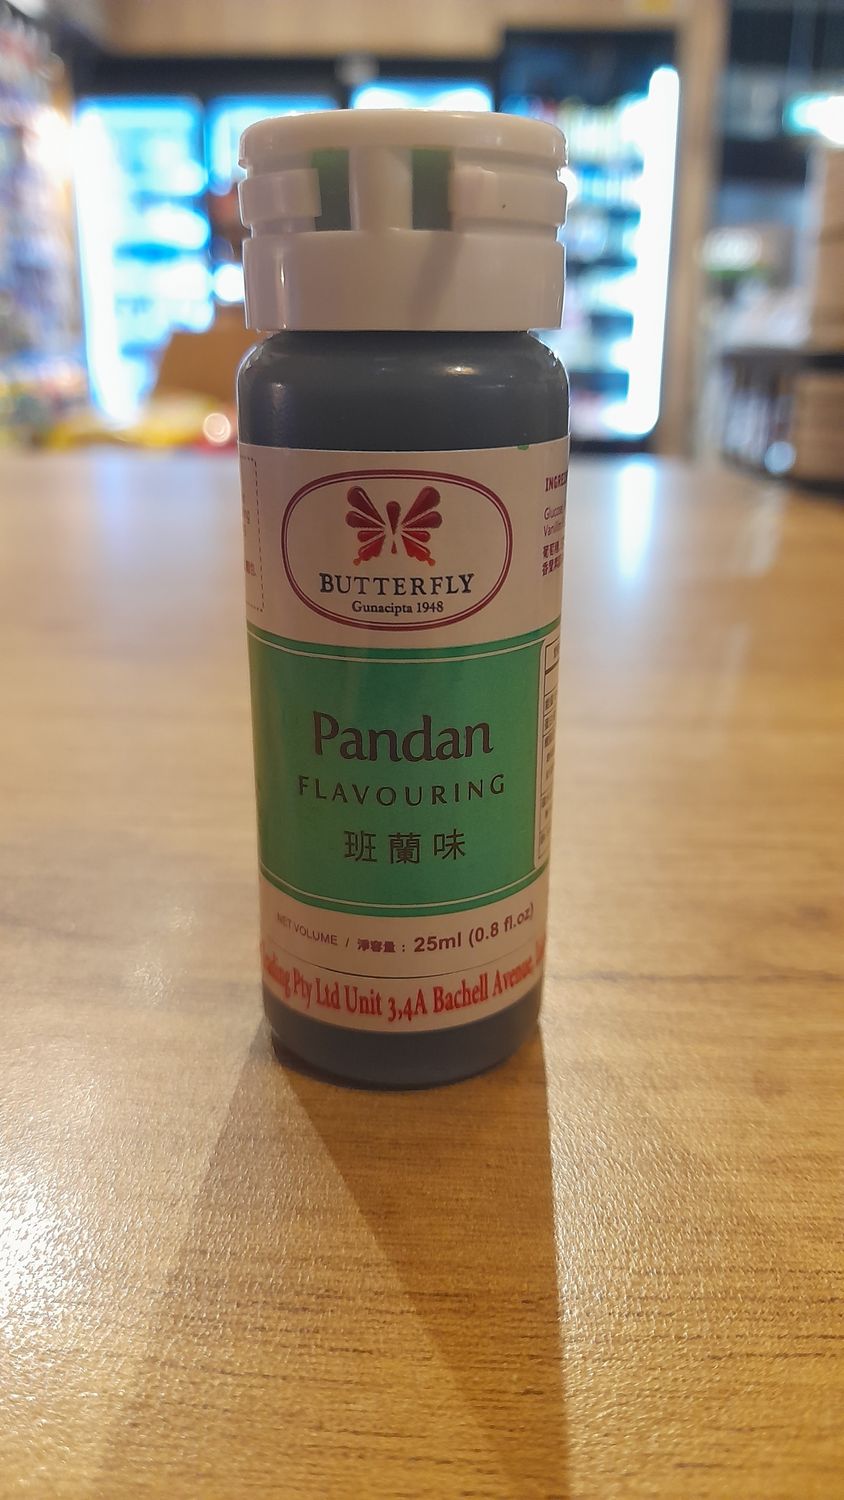 BUTTERFLY
Gunacipta 1948
Pandan
FLAVOURING
班蘭味
NET VOLUME / 淨容量 : 25ml (0.8 fl.oz)
Pty Ltd Unit 3,4A Bachell Avenue,